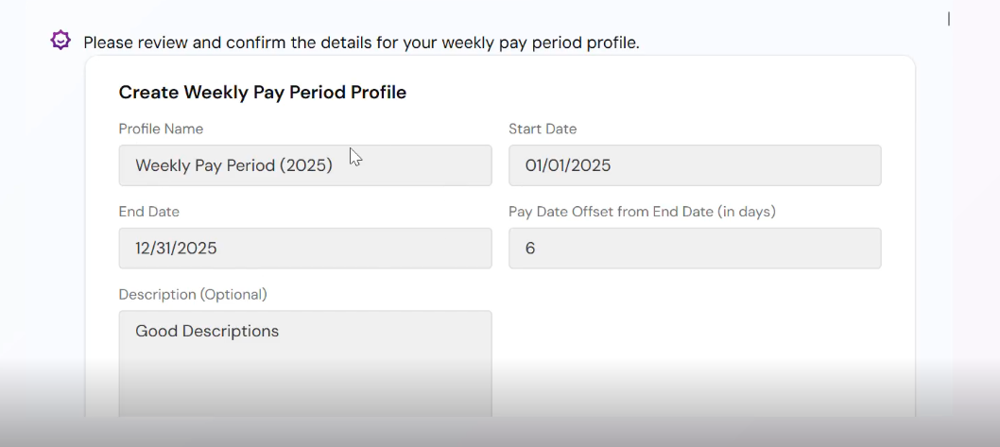 Please review and confirm the details for your weekly pay period profile.
Create Weekly Pay Period Profile
Profile Name
Start Date
Weekly Pay Period (2025)
01/01/2025
End Date
Pay Date Offset from End Date (in days)
12/31/2025
6
Description (Optional)
Good Descriptions